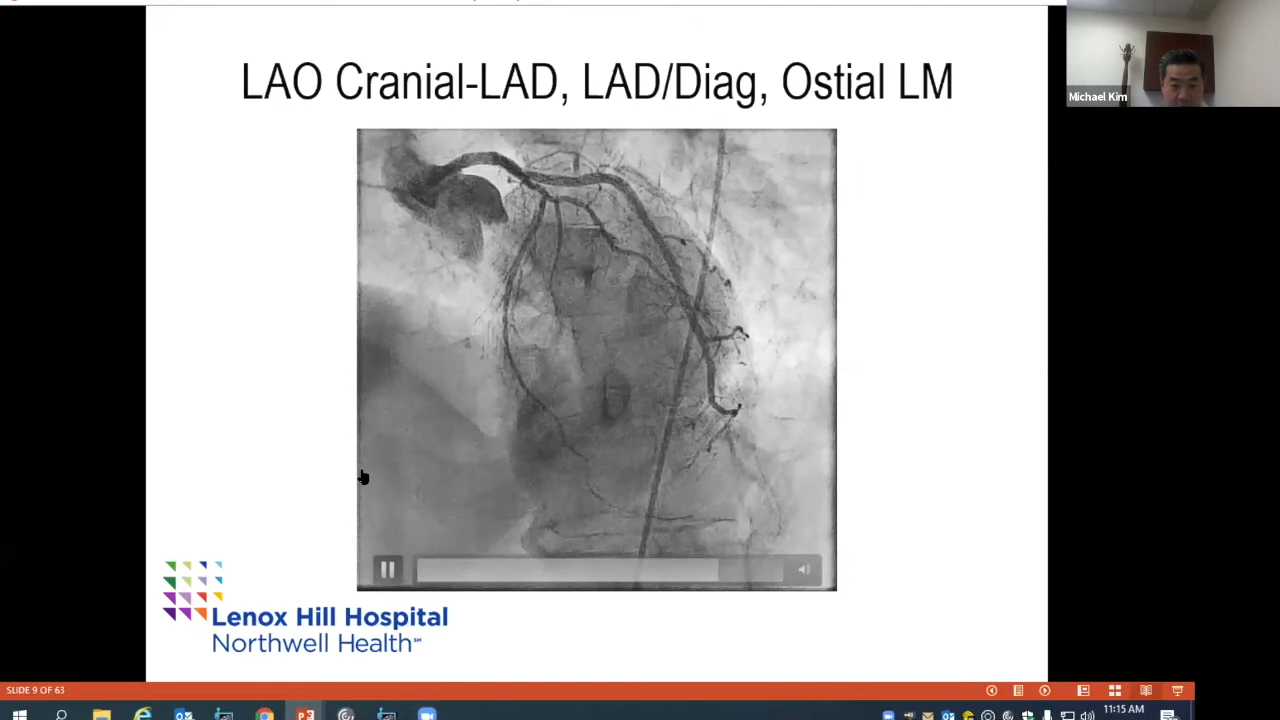 LAO Cranial-LAD, LAD/Diag, Ostial LM
Michael Kim
Lenox Hill Hospital
Northwell Health℠
SLIDE 9 OF 63
11:15 AM